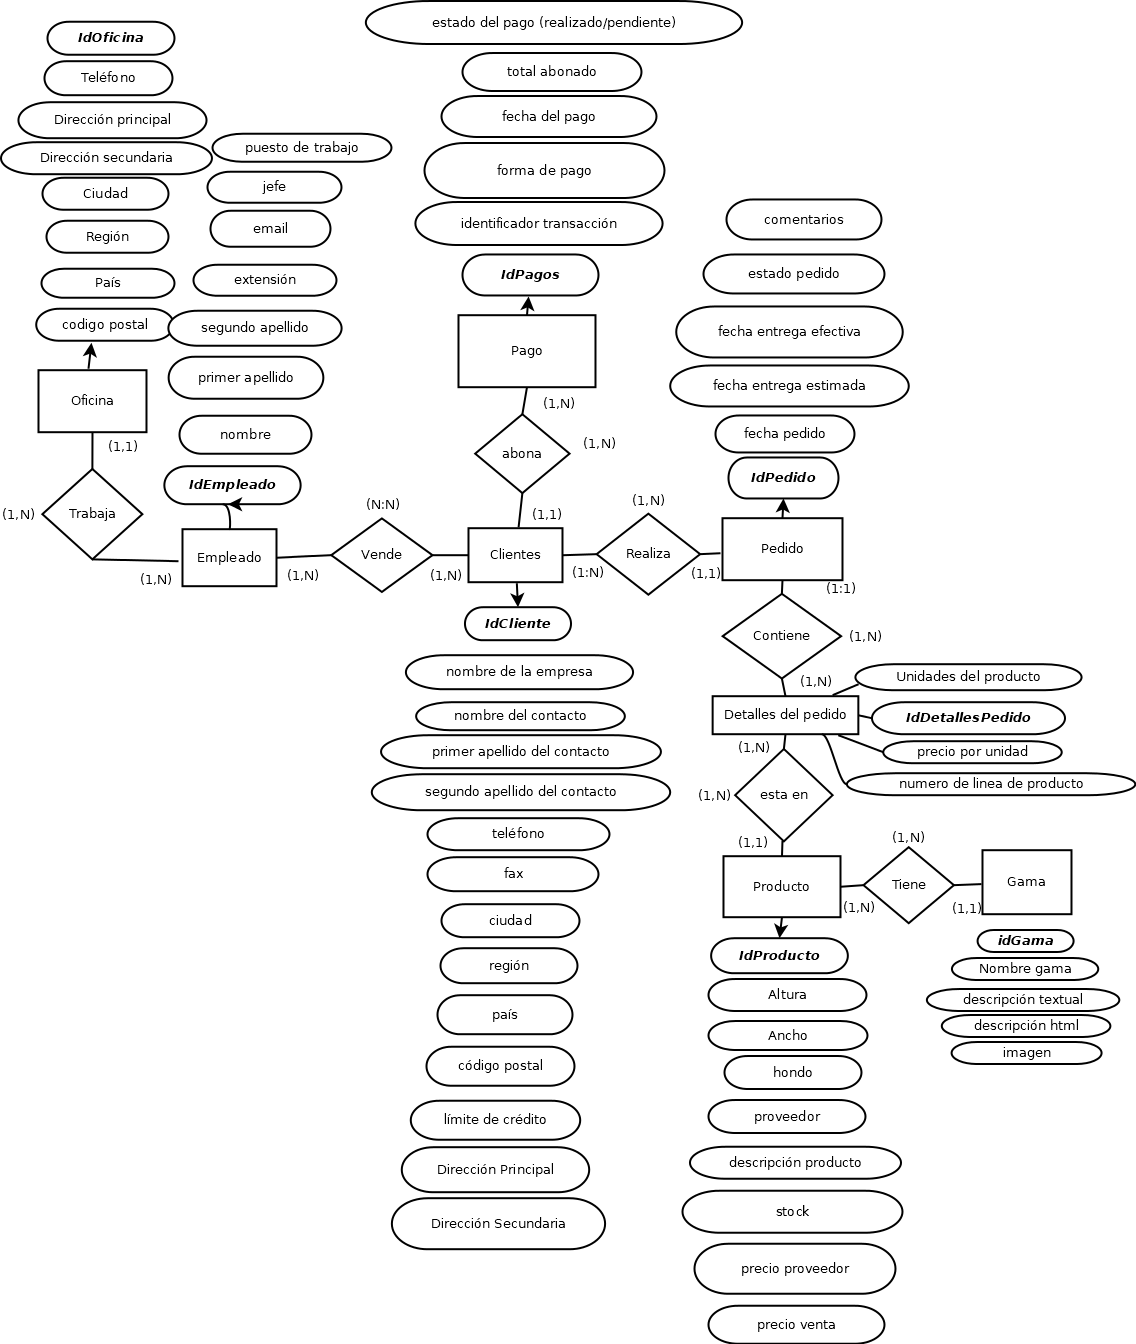 IdOficina
Teléfono
Dirección principal
Dirección secundaria
Ciudad
Región
País
codigo postal
Oficina
(1,1)
(1,N)
Trabaja
(1,N)
puesto de trabajo
jefe
email
extensión
segundo apellido
primer apellido
nombre
IdEmpleado
Empleado
(1,N)
(N:N)
Vende
(1,N)
estado del pago (realizado/pendiente)
total abonado
fecha del pago
forma de pago
identificador transacción
IdPagos
Pago
(1,N)
abona
(1,N)
(1,1)
Clientes
IdCliente
nombre de la empresa
nombre del contacto
primer apellido del contacto
segundo apellido del contacto
teléfono
fax
ciudad
región
país
código postal
límite de crédito
Dirección Principal
Dirección Secundaria
(1:N)
(1,N)
Realiza
(1,1)
comentarios
estado pedido
fecha entrega efectiva
fecha entrega estimada
fecha pedido
IdPedido
Pedido
(1:1)
Contiene
(1,N)
(1,N)
Detalles del pedido
Unidades del producto
IdDetallesPedido
precio por unidad
numero de linea de producto
(1,N)
(1,N)
esta en
(1,1)
Producto
(1,N)
(1,N)
Tiene
(1,1)
Gama
idGama
Nombre gama
descripción textual
descripción html
imagen
IdProducto
Altura
Ancho
hondo
proveedor
descripción producto
stock
precio proveedor
precio venta